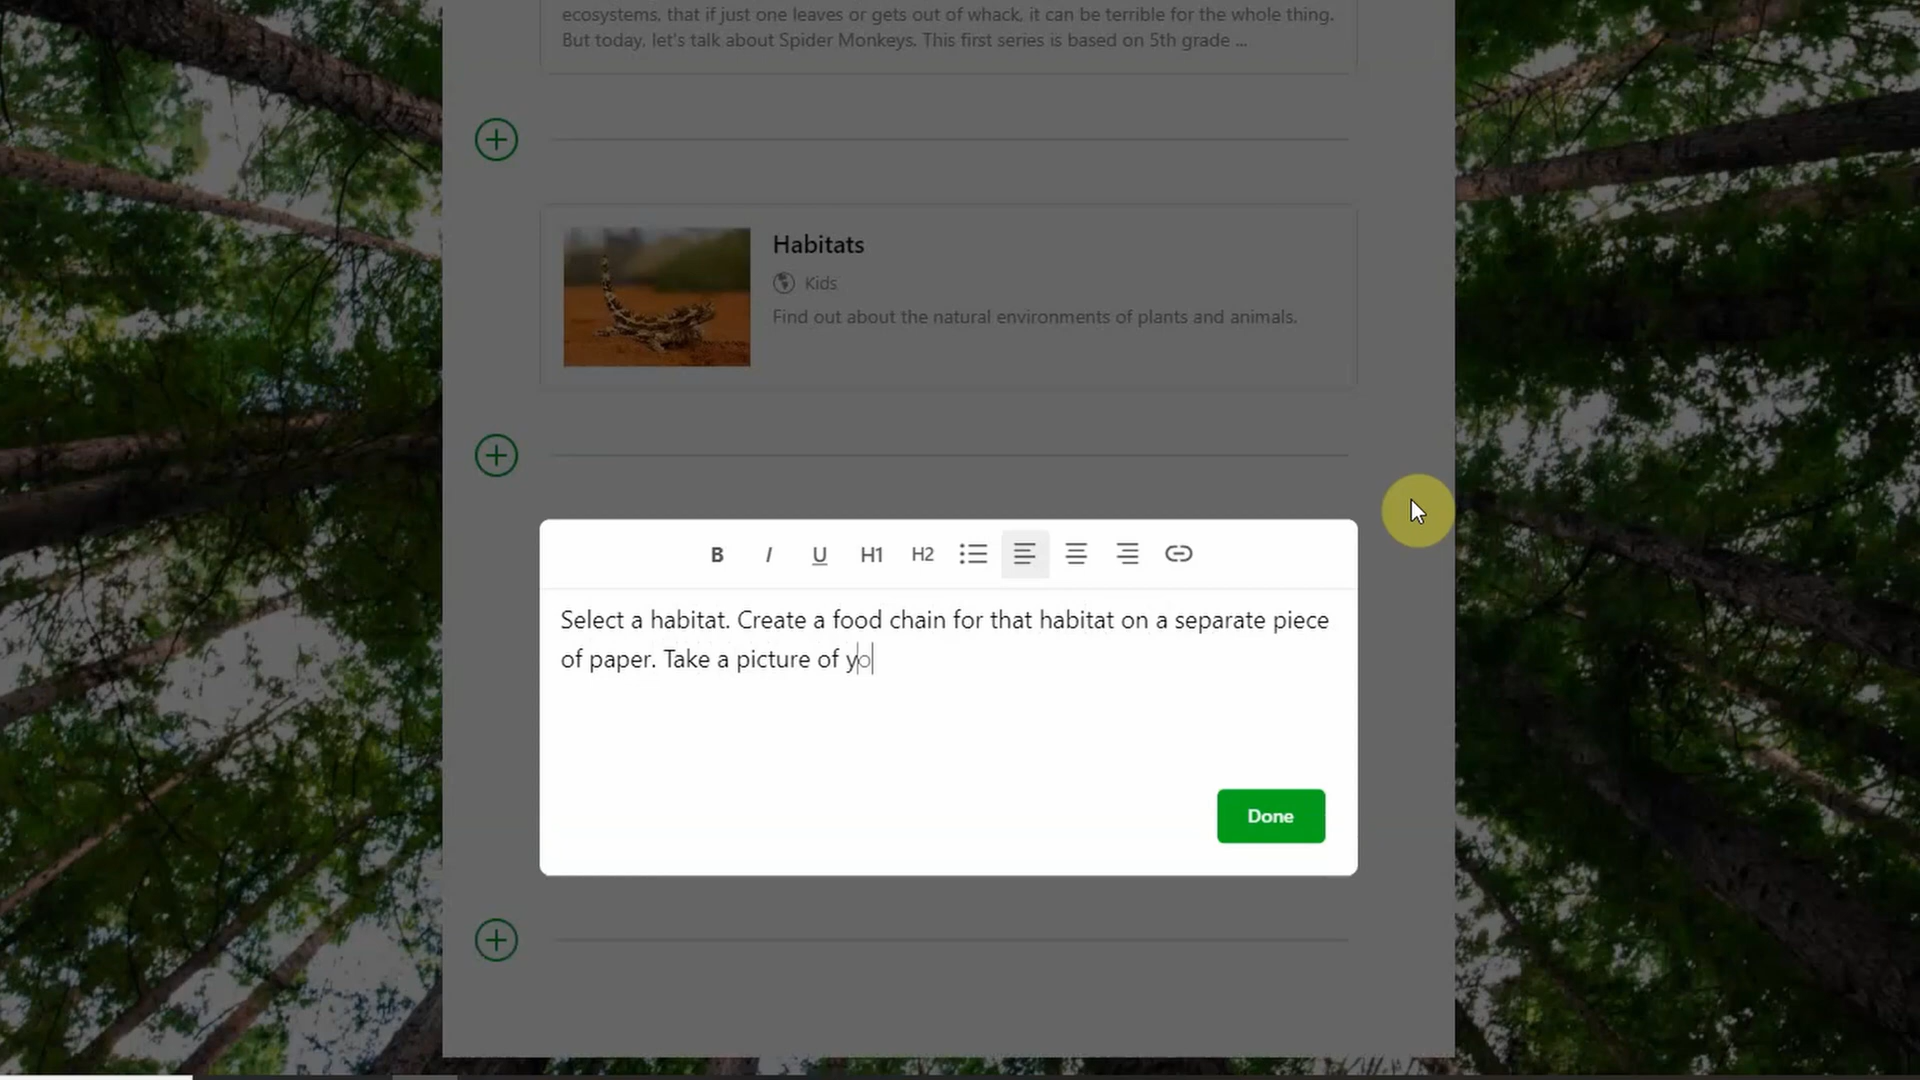 ecosystems, that if just one leaves or gets out of whack, it can be terrible for the whole thing.
But today, let's talk about Spider Monkeys. This first series is based on 5th grade ...
Habitats
Kids
Find out about the natural environments of plants and animals.
B I U H1 H2
Select a habitat. Create a food chain for that habitat on a separate piece
of paper. Take a picture of yo
Done